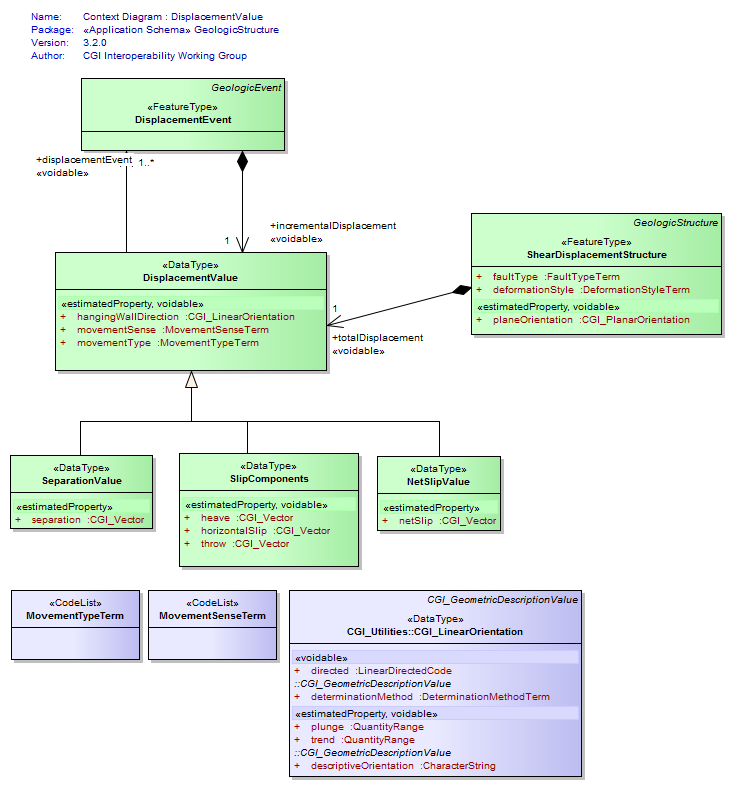 Name: Context Diagram : DisplacementValue
Package: «Application Schema» GeologicStructure
Version: 3.2.0
Author: CGI Interoperability Working Group
GeologicEvent
«FeatureType»
DisplacementEvent
+displacementEvent 1..*
«voidable»
+incrementalDisplacement
1 «voidable»
GeologicStructure
«FeatureType»
ShearDisplacementStructure
+ faultType :FaultTypeTerm
+ deformationStyle :DeformationStyleTerm
«estimatedProperty, voidable»
+ planeOrientation :CGI_PlanarOrientation
«DataType»
DisplacementValue
«estimatedProperty, voidable»
+ hangingWallDirection :CGI_LinearOrientation
+ movementSense :MovementSenseTerm
+ movementType :MovementTypeTerm
1
+totalDisplacement
«voidable»
«DataType»
SeparationValue
«estimatedProperty»
+ separation :CGI_Vector
«DataType»
SlipComponents
«estimatedProperty, voidable»
+ heave :CGI_Vector
+ horizontalSlip :CGI_Vector
+ throw :CGI_Vector
«DataType»
NetSlipValue
«estimatedProperty»
+ netSlip :CGI_Vector
«CodeList»
MovementTypeTerm
«CodeList»
MovementSenseTerm
CGI_GeometricDescriptionValue
«DataType»
CGI_Utilities::CGI_LinearOrientation
«voidable»
+ directed :LinearDirectedCode
::CGI_GeometricDescriptionValue
+ determinationMethod :DeterminationMethodTerm
«estimatedProperty, voidable»
+ plunge :QuantityRange
+ trend :QuantityRange
::CGI_GeometricDescriptionValue
+ descriptiveOrientation :CharacterString